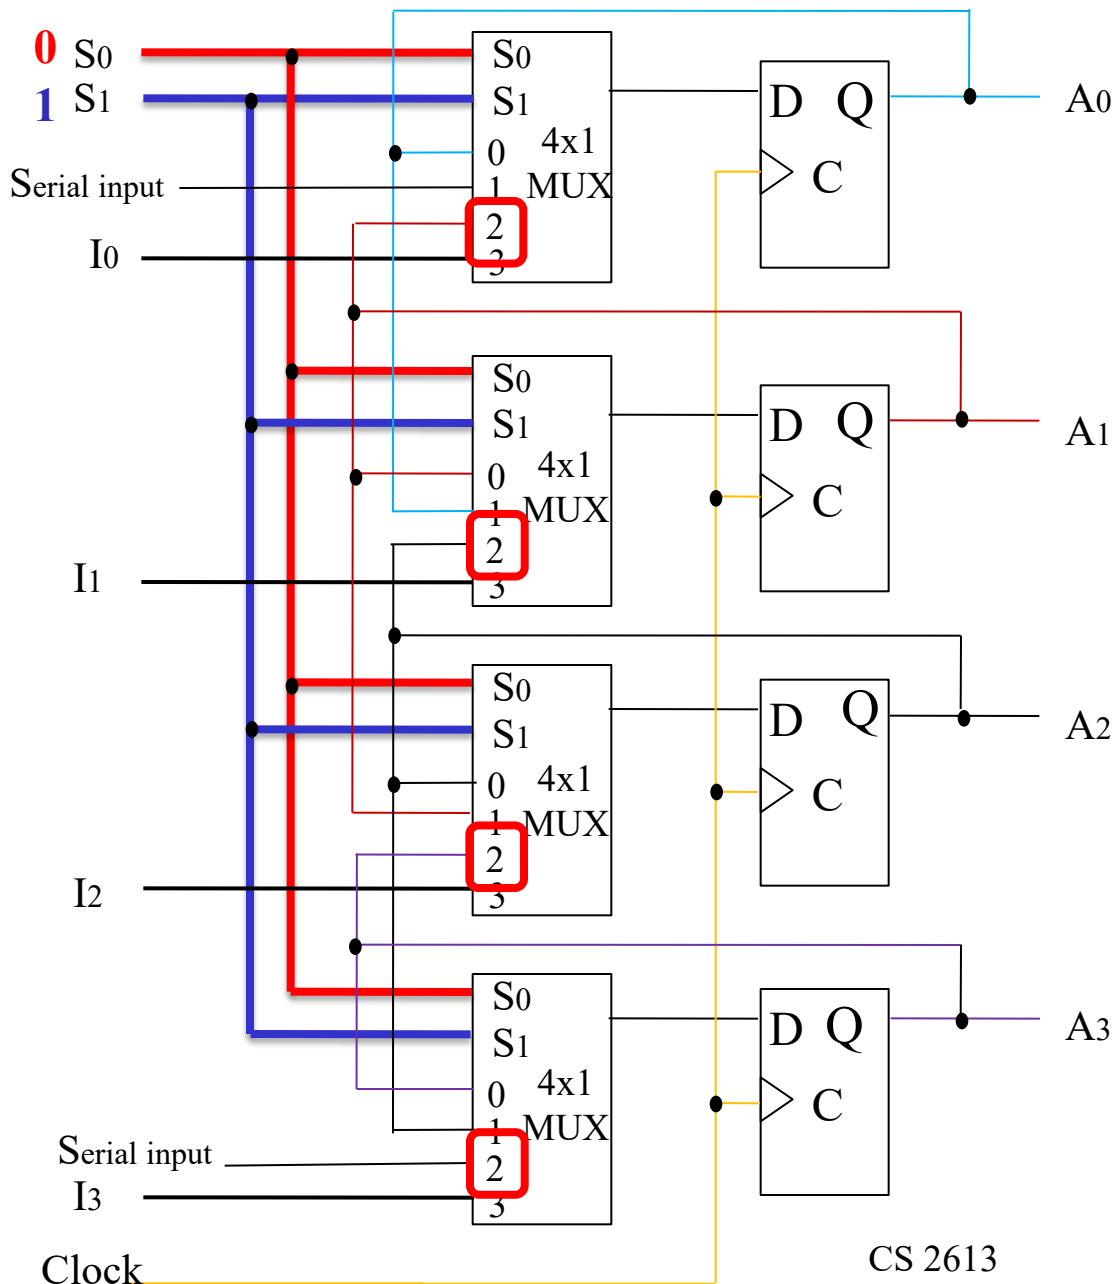 0 S0
1 S1
Serial input
I0
S0
S1
0 4x1
1 MUX
2
3
D Q
C
A0
I1
S0
S1
0 4x1
1 MUX
2
3
D Q
C
A1
I2
S0
S1
0 4x1
1 MUX
2
3
D Q
C
A2
Serial input
I3
S0
S1
0 4x1
1 MUX
2
3
D Q
C
A3
Clock
CS 2613